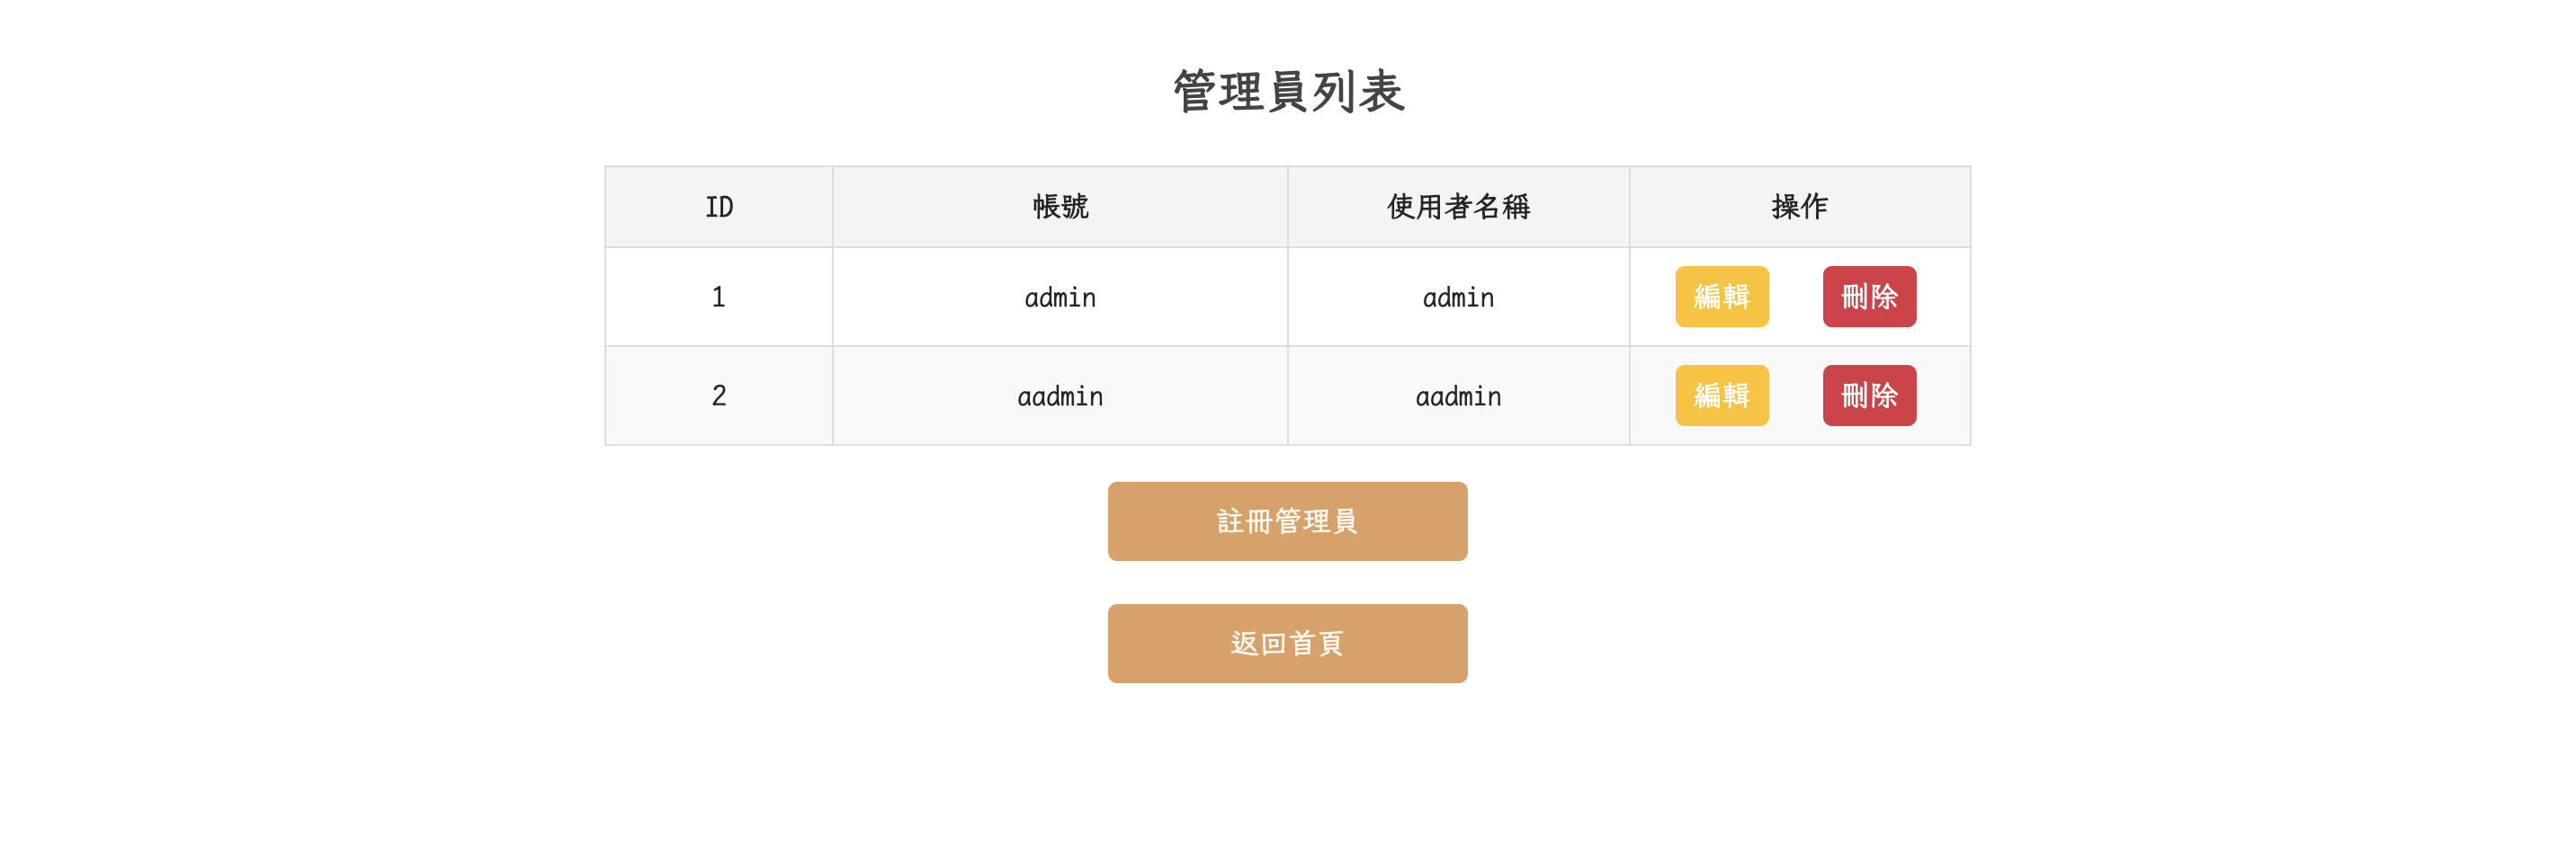 管理員列表
ID 帳號 使用者名稱 操作
1 admin admin 編輯 刪除
2 aadmin aadmin 編輯 刪除
註冊管理員
返回首頁